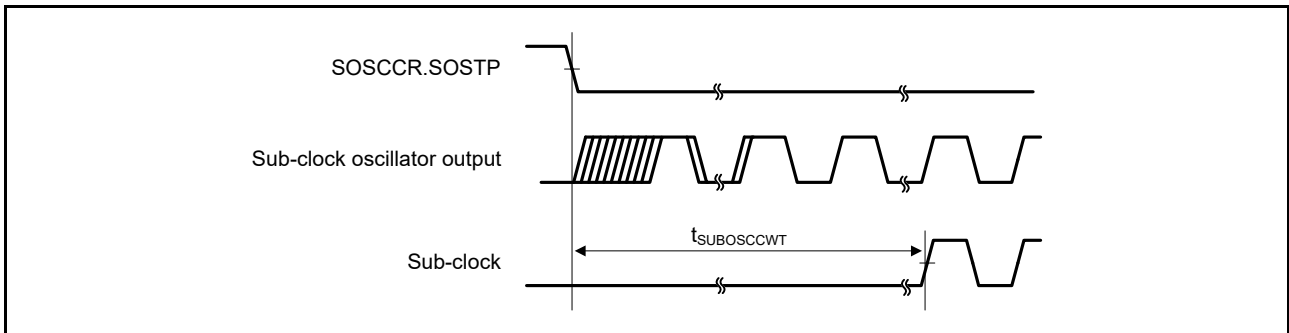 SOSCCR.SOSTP
Sub-clock oscillator output
tSUBOSCCWT
Sub-clock